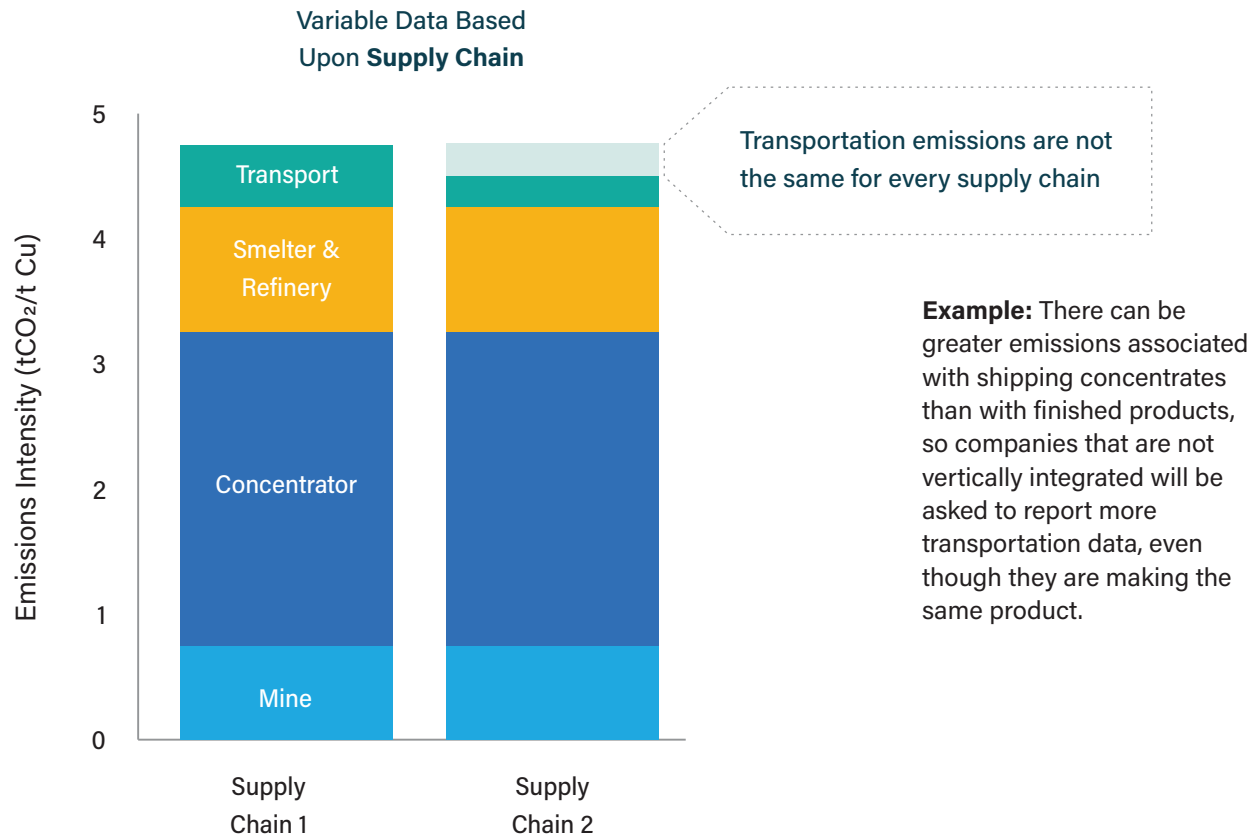 Variable Data Based
Upon Supply Chain
Emissions Intensity (tCO₂/t Cu)
5
4
3
2
1
0
Transport
Smelter &
Refinery
Concentrator
Mine
Supply
Chain 1
Supply
Chain 2
Transportation emissions are not
the same for every supply chain
Example: There can be
greater emissions associated
with shipping concentrates
than with finished products,
so companies that are not
vertically integrated will be
asked to report more
transportation data, even
though they are making the
same product.